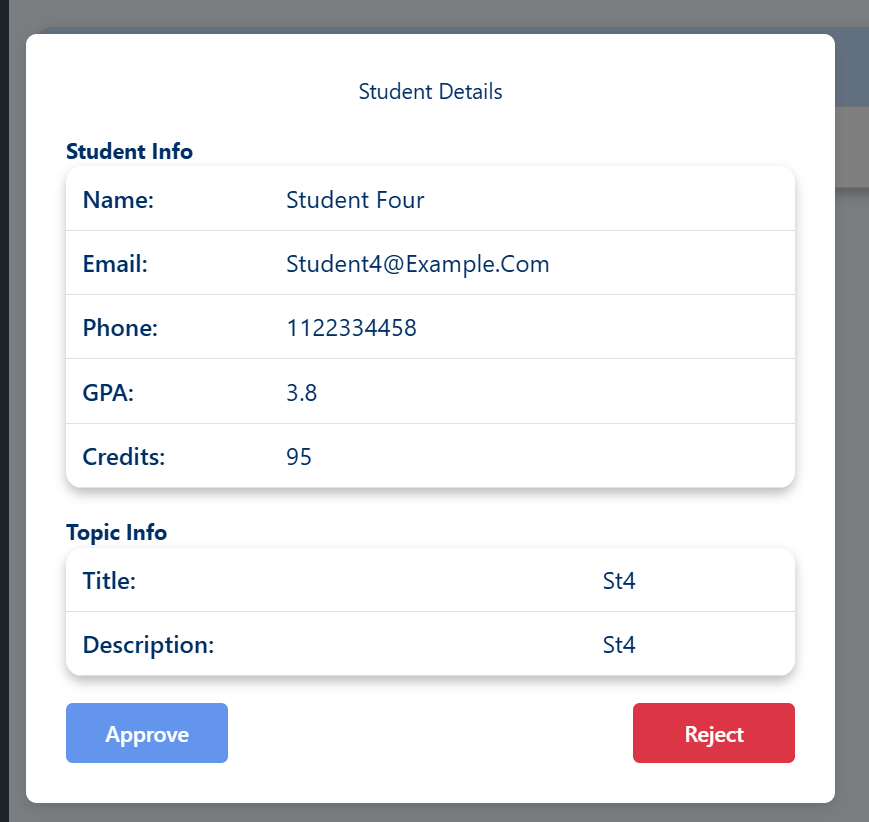 Student Details
Student Info
Name: Student Four
Email: Student4@Example.Com
Phone: 1122334458
GPA: 3.8
Credits: 95
Topic Info
Title: St4
Description: St4
Approve Reject